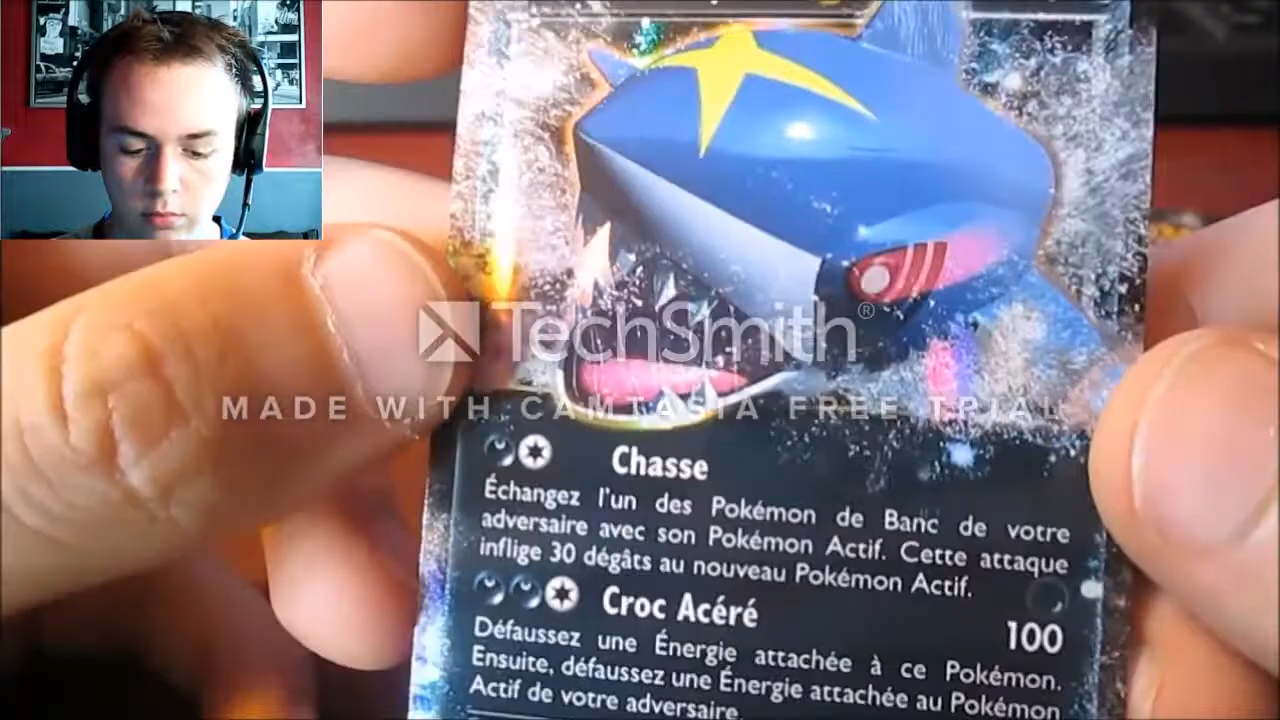 TechSmith®
MADE WITH CAMTASIA FREE TRIAL
Chasse
Échangez l'un des Pokémon de Banc de votre
adversaire avec son Pokémon Actif. Cette attaque
inflige 30 dégâts au nouveau Pokémon Actif.
Croc Acéré 100
Défaussez une Énergie attachée à ce Pokémon.
Ensuite, défaussez une Énergie attachée au Pokémon
Actif de votre adversaire.